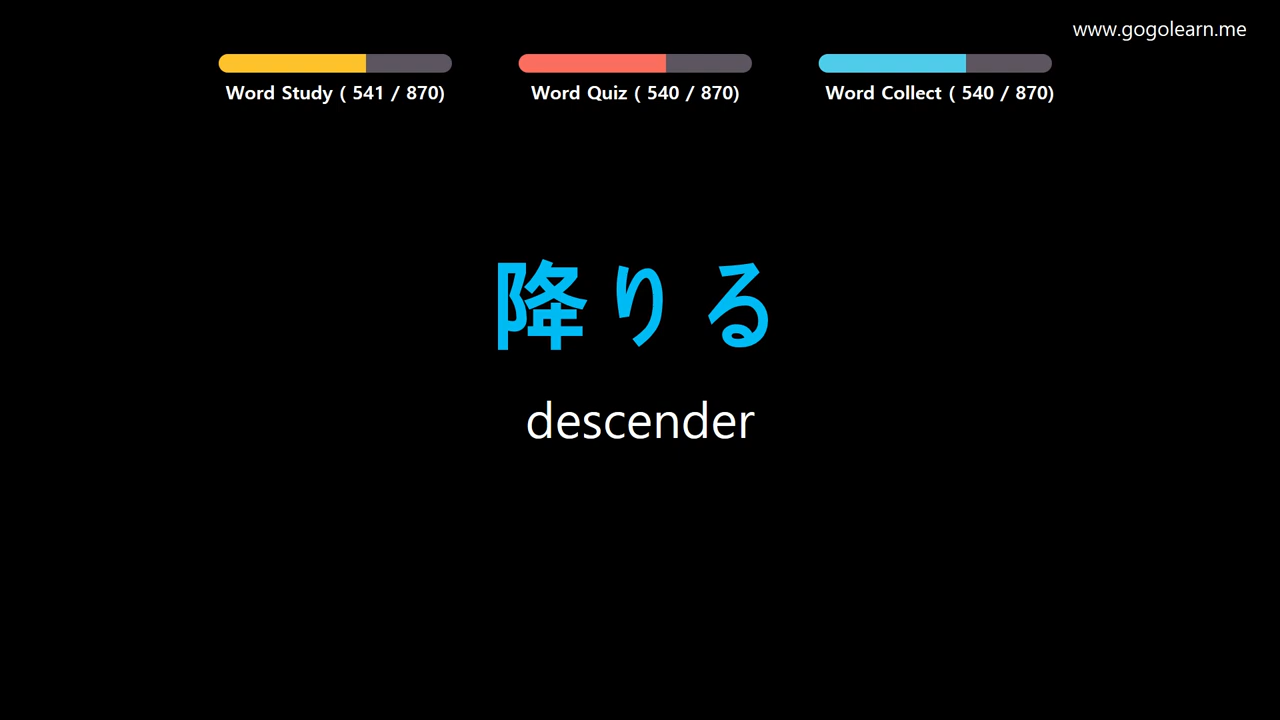 www.gogolearn.me
Word Study ( 541 / 870)
Word Quiz ( 540 / 870)
Word Collect ( 540 / 870)
降りる
descender